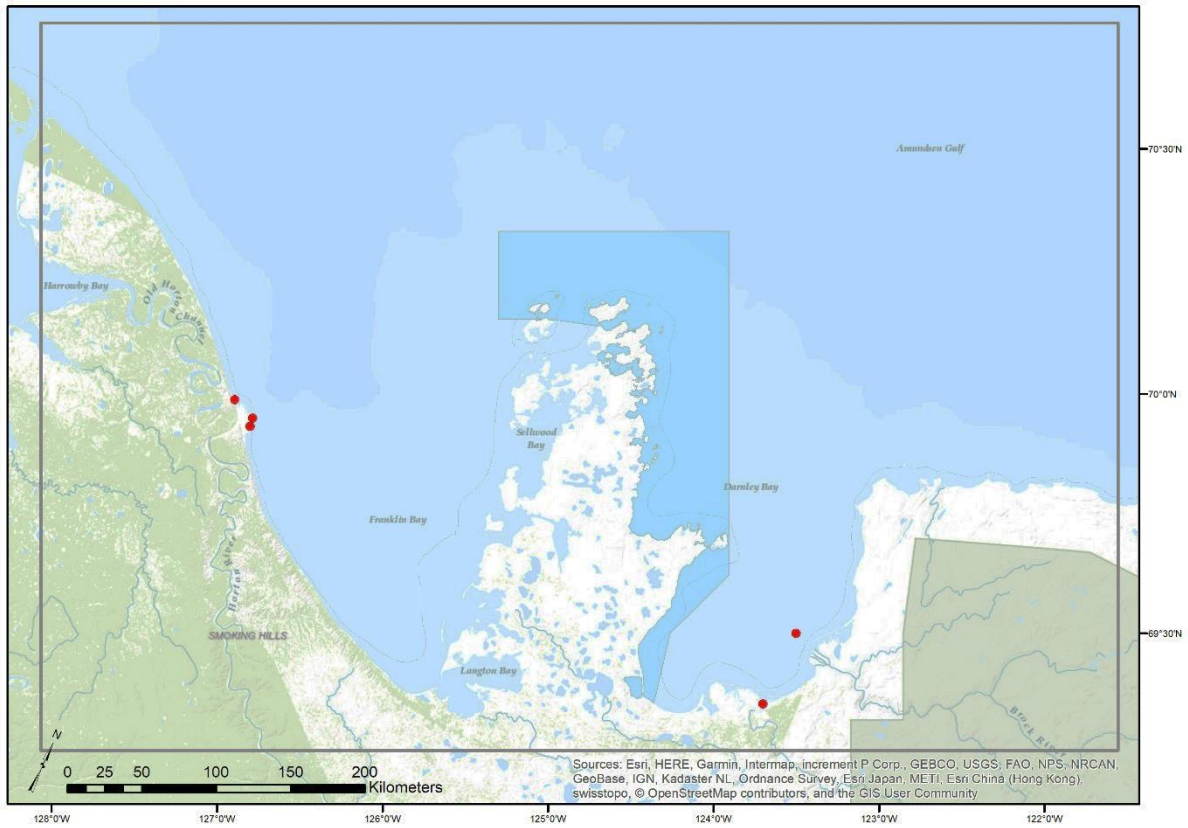 Amundsen Gulf
70°30'N
Harrowby Bay
Old Horton Channel
70°0'N
Sellwood
Bay
Darnley Bay
Franklin Bay
Horton River
SMOKING HILLS
69°30'N
Langton Bay
Brock River
N
0 25 50 100 150 200
Kilometers
Sources: Esri, HERE, Garmin, Intermap, increment P Corp., GEBCO, USGS, FAO, NPS, NRCAN,
GeoBase, IGN, Kadaster NL, Ordnance Survey, Esri Japan, METI, Esri China (Hong Kong),
swisstopo, © OpenStreetMap contributors, and the GIS User Community
128°0'W 127°0'W 126°0'W 125°0'W 124°0'W 123°0'W 122°0'W